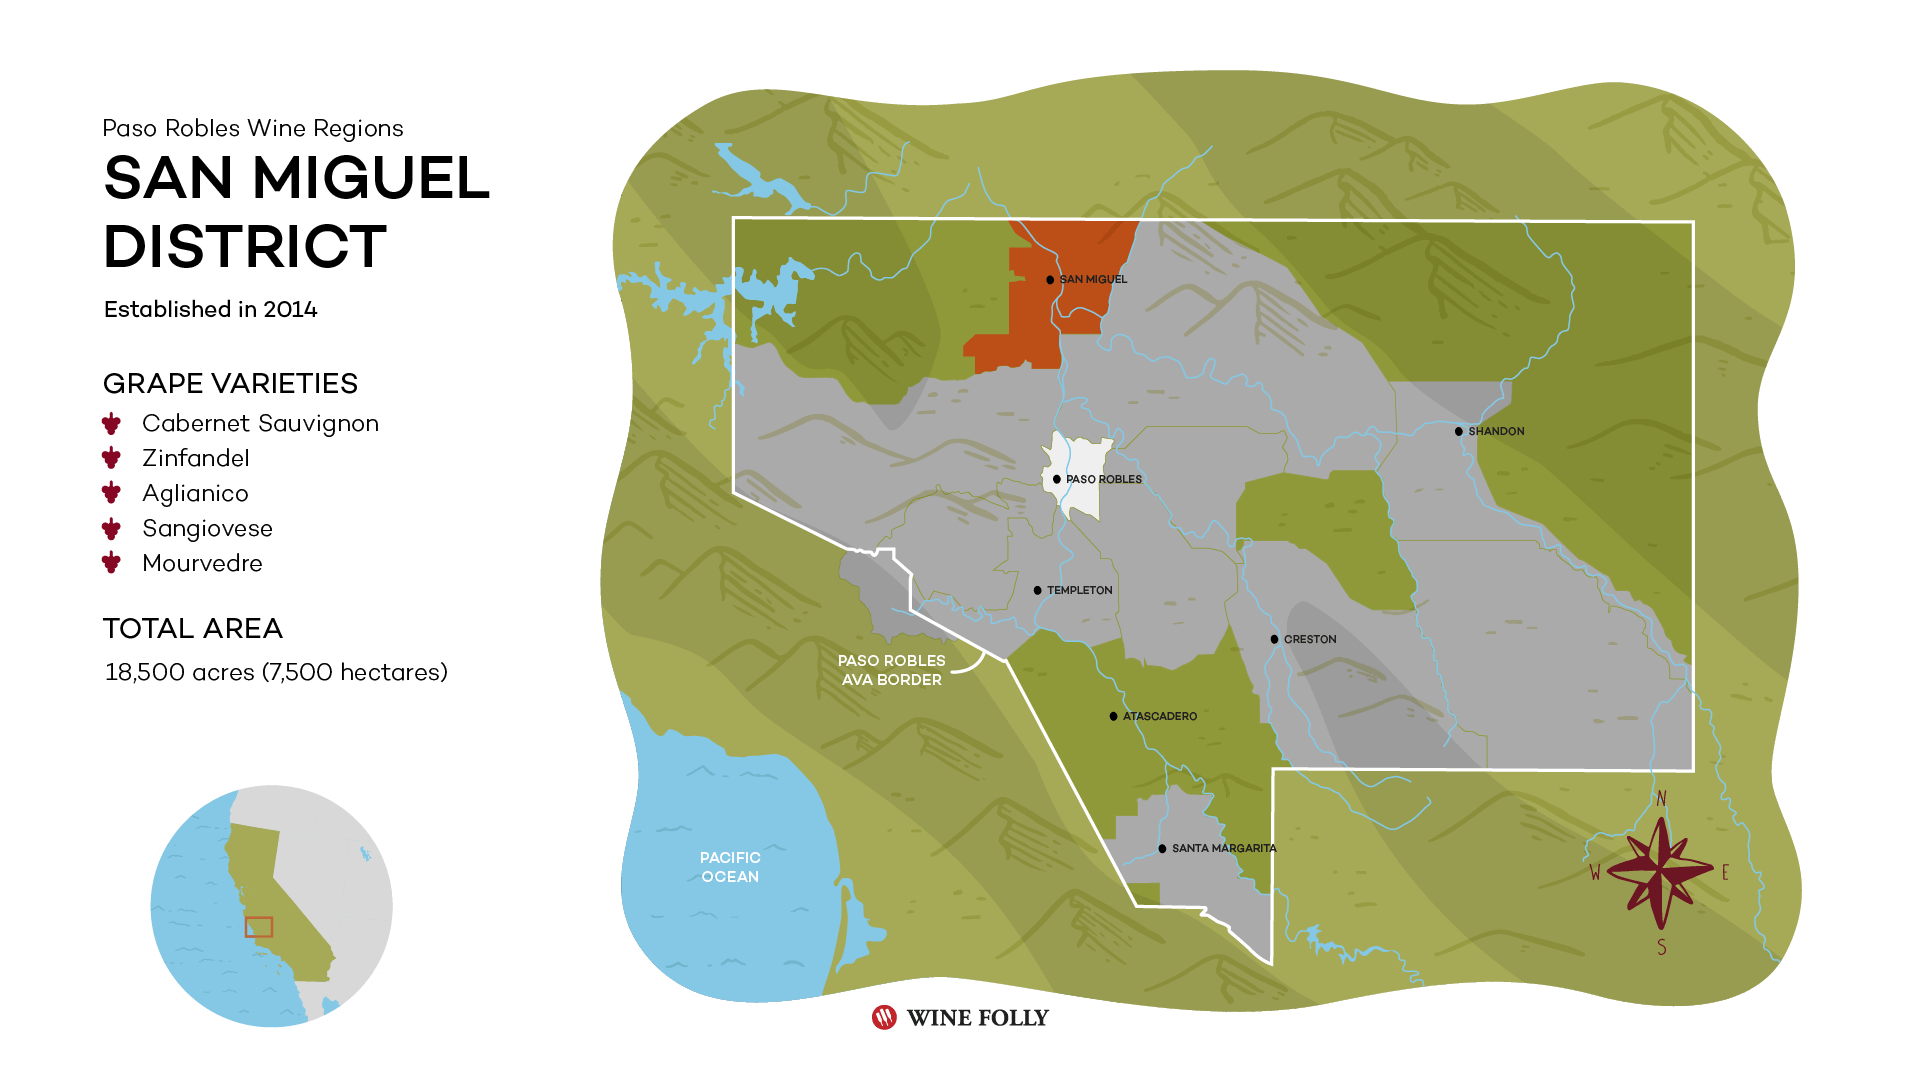 Paso Robles Wine Regions
SAN MIGUEL
DISTRICT
Established in 2014
GRAPE VARIETIES
Cabernet Sauvignon
Zinfandel
Aglianico
Sangiovese
Mourvedre
TOTAL AREA
18,500 acres (7,500 hectares)
SAN MIGUEL
SHANDON
PASO ROBLES
TEMPLETON
CRESTON
PASO ROBLES
AVA BORDER
ATASCADERO
SANTA MARGARITA
PACIFIC
OCEAN
N
W
E
S
WINE FOLLY